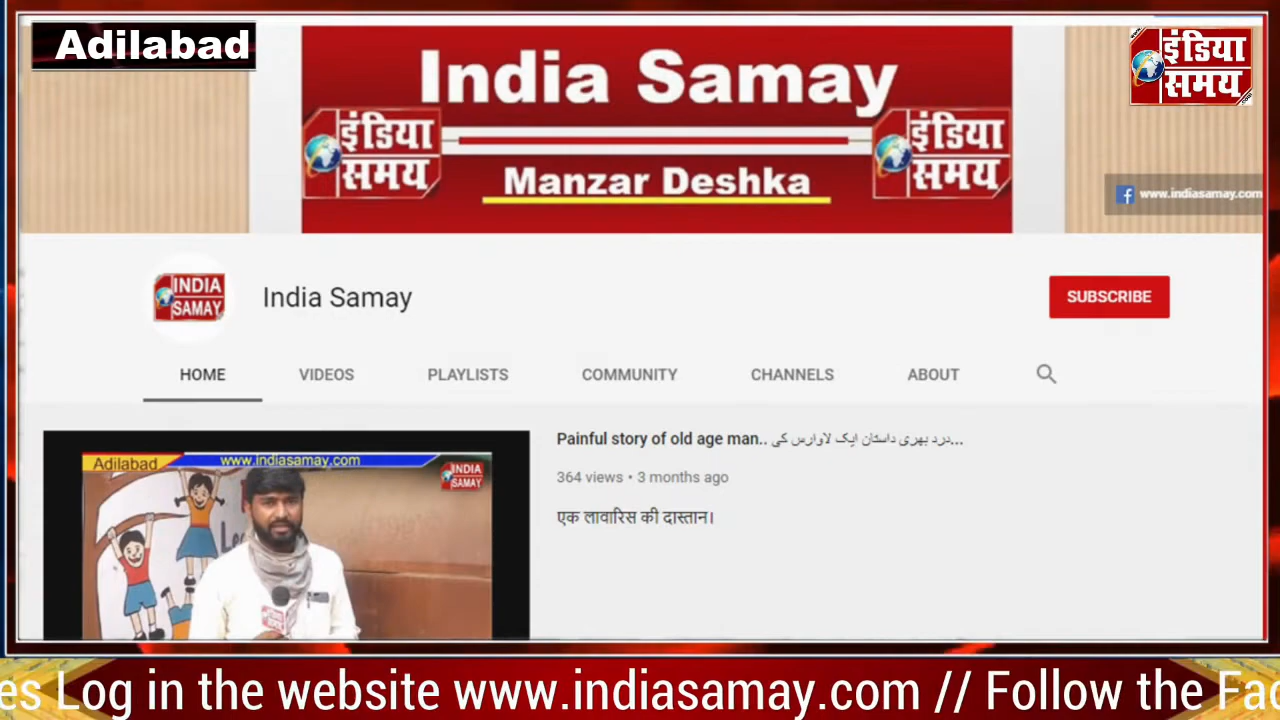 Adilabad
India Samay
इंडिया
समय
इंडिया
समय
इंडिया
समय
Manzar Deshka
www.indiasamay.com
INDIA
SAMAY
India Samay
SUBSCRIBE
HOME VIDEOS PLAYLISTS COMMUNITY CHANNELS ABOUT
Painful story of old age man.. درد بھری داستان ایک لاوارس کی...
364 views • 3 months ago
एक लावारिस की दास्तान।
Adilabad www.indiasamay.com
INDIA
SAMAY
es Log in the website www.indiasamay.com // Follow the Fac